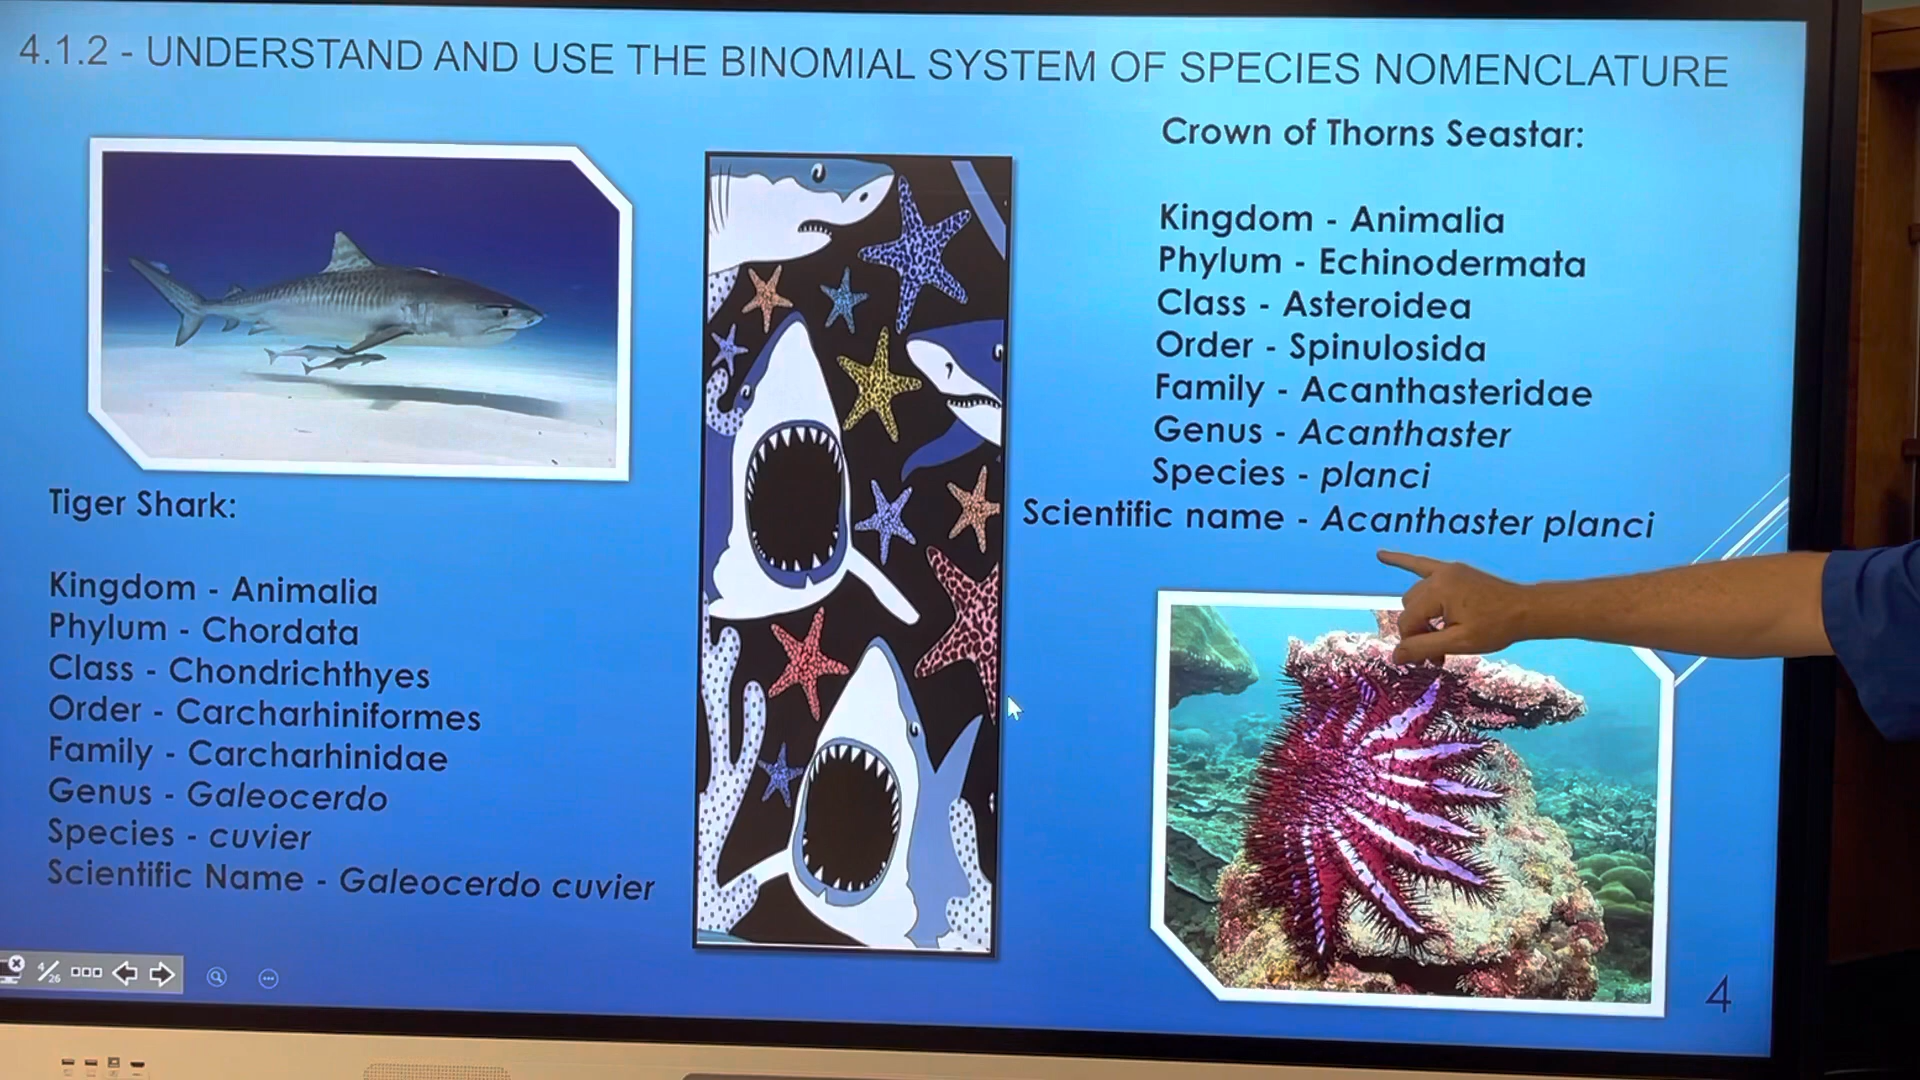 4.1.2 - UNDERSTAND AND USE THE BINOMIAL SYSTEM OF SPECIES NOMENCLATURE
Tiger Shark:
Kingdom - Animalia
Phylum - Chordata
Class - Chondrichthyes
Order - Carcharhiniformes
Family - Carcharhinidae
Genus - Galeocerdo
Species - cuvier
Scientific Name - Galeocerdo cuvier
Crown of Thorns Seastar:
Kingdom - Animalia
Phylum - Echinodermata
Class - Asteroidea
Order - Spinulosida
Family - Acanthasteridae
Genus - Acanthaster
Species - planci
Scientific name - Acanthaster planci
4/26
4